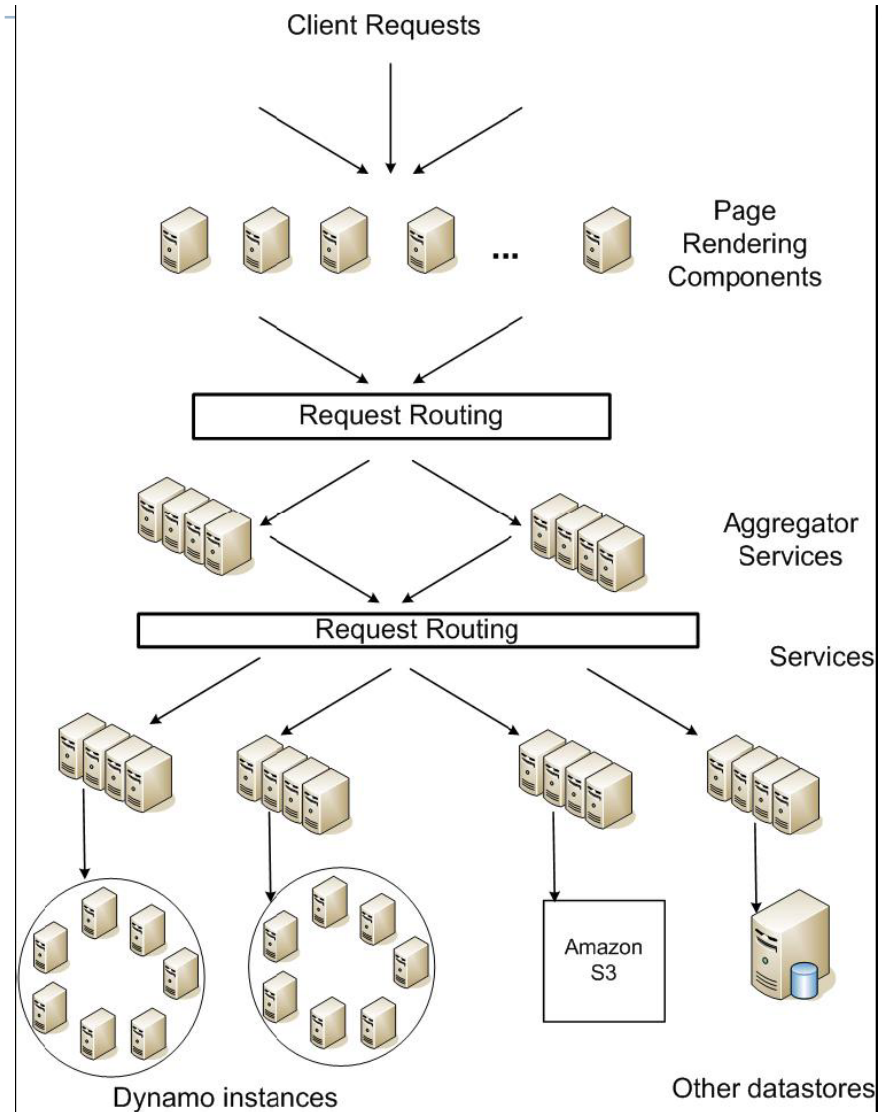 Client Requests
Page
Rendering
Components
...
Request Routing
Aggregator
Services
Request Routing
Services
Amazon
S3
Dynamo instances
Other datastores